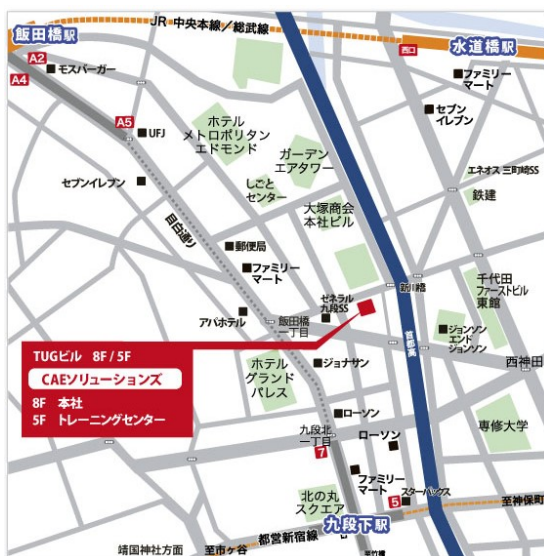 JR 中央本線／総武線
飯田橋駅
水道橋駅
西口
A2
A4
モスバーガー
ファミリー
マート
セブン
イレブン
A5
UFJ
ホテル
メトロポリタン
エドモンド
ガーデン
エアタワー
エネオス 三町崎SS
鉄建
セブンイレブン
しごと
センター
大塚商会
本社ビル
目白通り
郵便局
ファミリー
マート
新川橋
千代田
ファーストビル
東館
ゼネラル
九段SS
アパホテル
飯田橋
一丁目
首都高
ジョンソン
エンド
ジョンソン
西神田
TUGビル 8F / 5F
CAEソリューションズ
8F 本社
5F トレーニングセンター
ホテル
グランド
パレス
ジョナサン
ローソン
専修大学
九段北
一丁目
ローソン
7
ファミリー
マート
北の丸
スクエア
5
スターバックス
至神保町
九段下駅
都営新宿線
靖国神社方面
至市ヶ谷
至竹橋